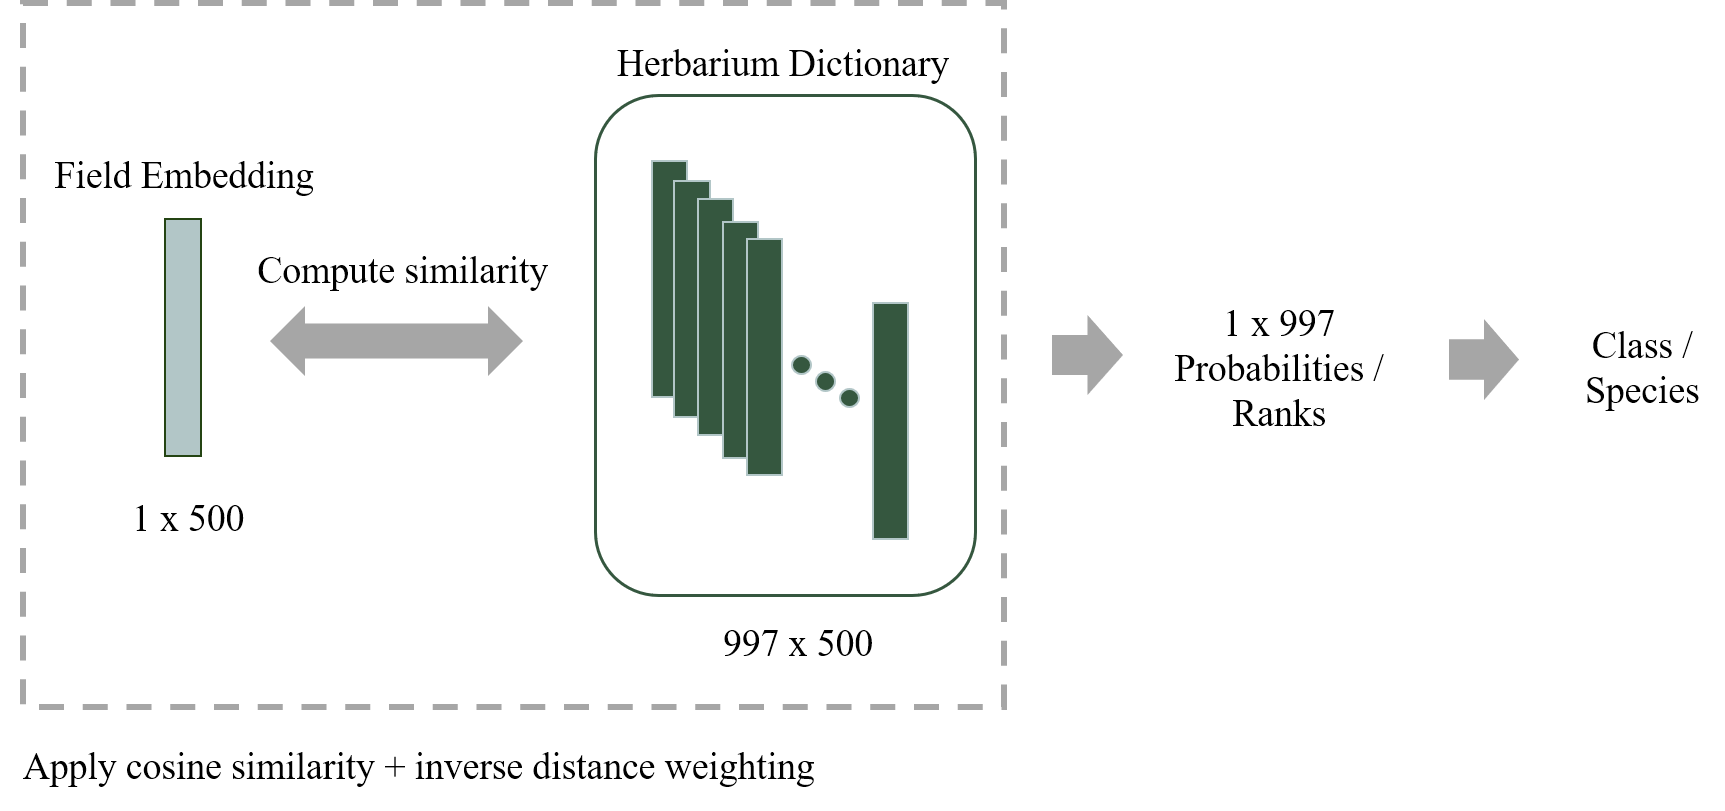 Herbarium Dictionary
Field Embedding
Compute similarity
1 x 500
997 x 500
1 x 997
Probabilities /
Ranks
Class /
Species
Apply cosine similarity + inverse distance weighting